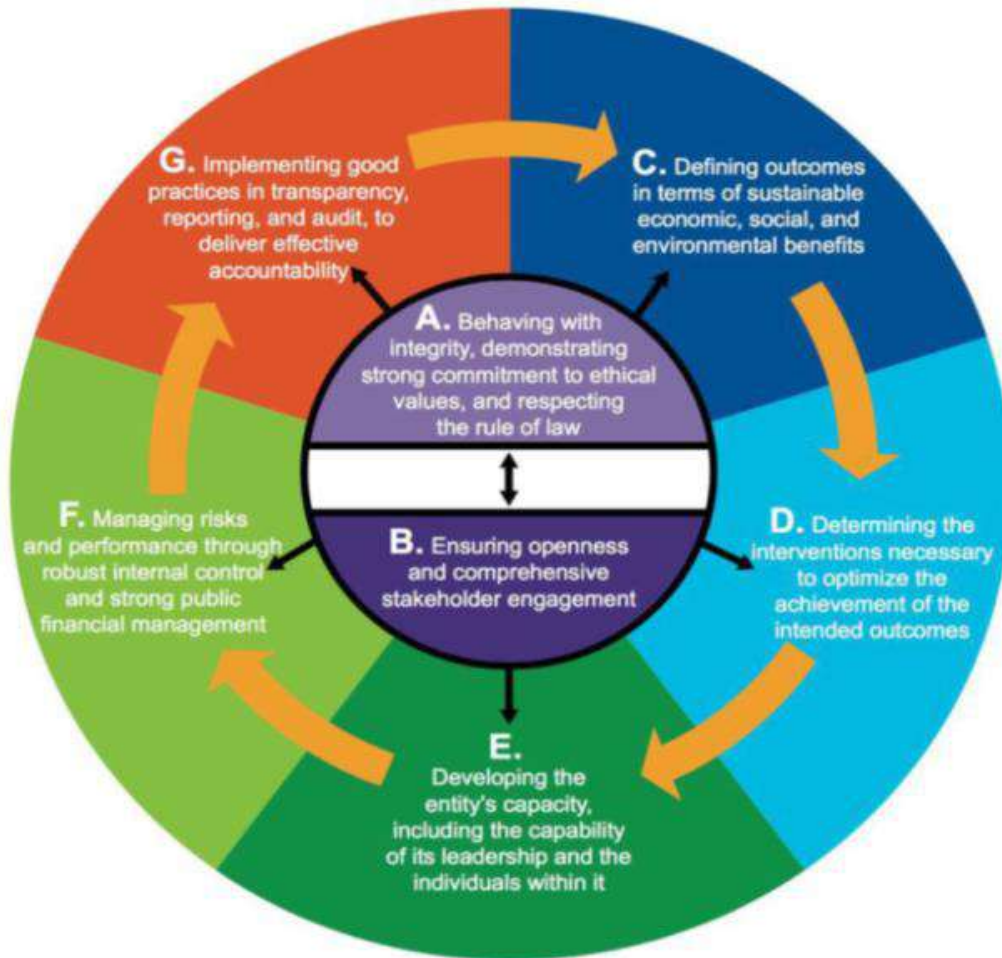 G. Implementing good
practices in transparency,
reporting, and audit, to
deliver effective
accountability
C. Defining outcomes
in terms of sustainable
economic, social, and
environmental benefits
A. Behaving with
integrity, demonstrating
strong commitment to ethical
values, and respecting
the rule of law
F. Managing risks
and performance through
robust internal control
and strong public
financial management
B. Ensuring openness
and comprehensive
stakeholder engagement
D. Determining the
interventions necessary
to optimize the
achievement of the
intended outcomes
E.
Developing the
entity's capacity,
including the capability
of its leadership and the
individuals within it